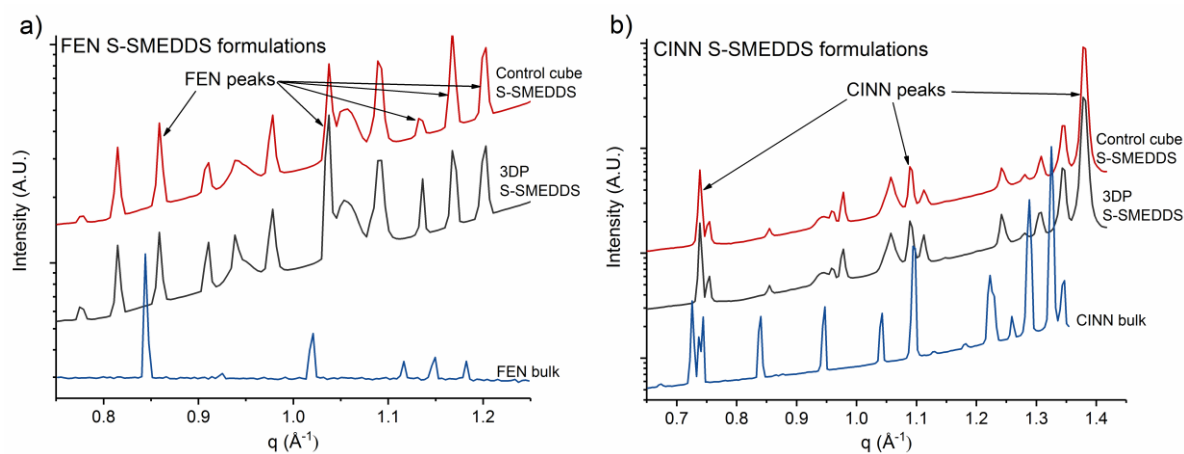 a)
FEN S-SMEDDS formulations
FEN peaks
Control cube
S-SMEDDS
3DP
S-SMEDDS
FEN bulk
Intensity (A.U.)
0.8 0.9 1.0 1.1 1.2
q (Å-1)
b)
CINN S-SMEDDS formulations
CINN peaks
Control cube
S-SMEDDS
3DP
S-SMEDDS
CINN bulk
Intensity (A.U.)
0.7 0.8 0.9 1.0 1.1 1.2 1.3 1.4
q (Å-1)